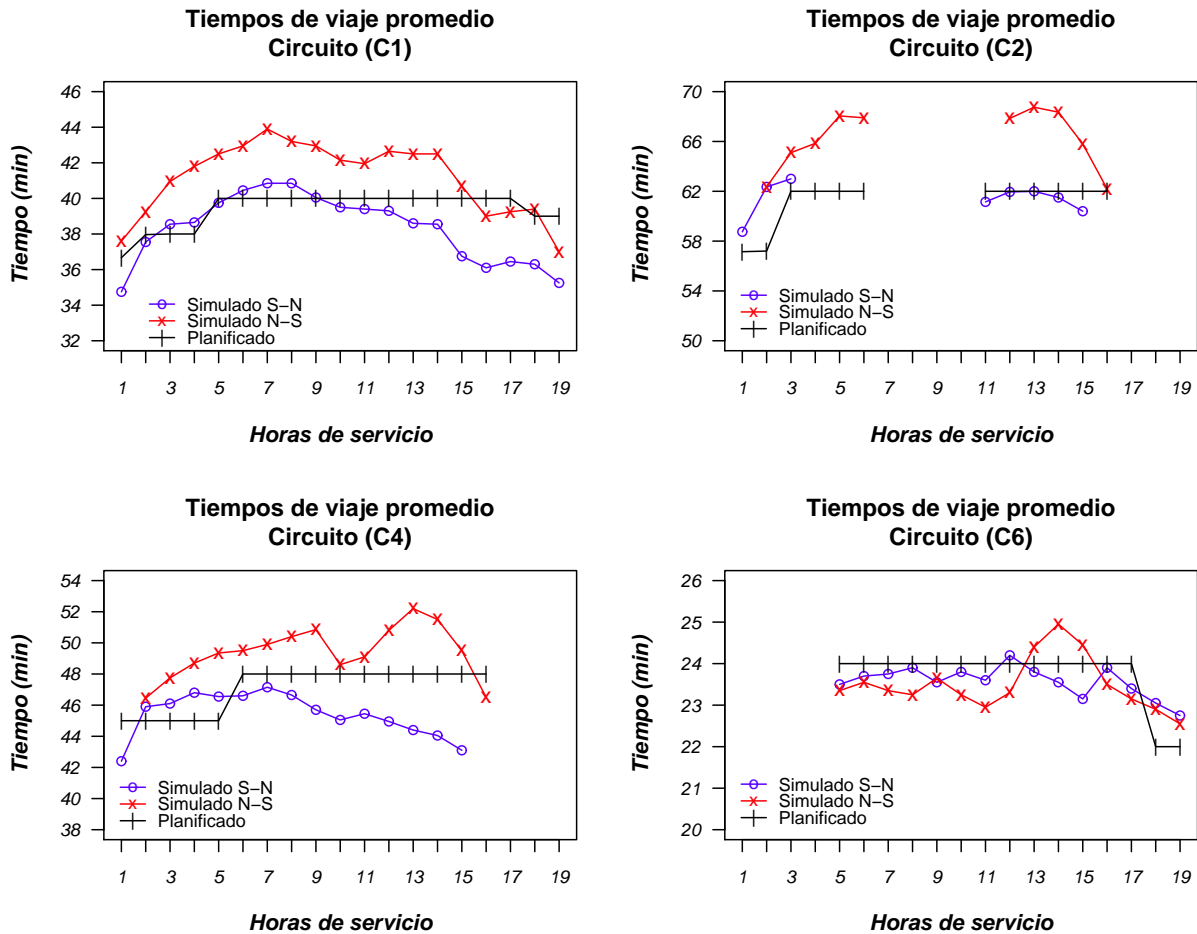 Tiempos de viaje promedio
Circuito (C1)
Tiempo (min)
46
44
42
40
38
36
34
32
Simulado S−N
Simulado N−S
Planificado
1 3 5 7 9 11 13 15 17 19
Horas de servicio
Tiempos de viaje promedio
Circuito (C2)
Tiempo (min)
70
66
62
58
54
50
Simulado S−N
Simulado N−S
Planificado
1 3 5 7 9 11 13 15 17 19
Horas de servicio
Tiempos de viaje promedio
Circuito (C4)
Tiempo (min)
54
52
50
48
46
44
42
40
38
Simulado S−N
Simulado N−S
Planificado
1 3 5 7 9 11 13 15 17 19
Horas de servicio
Tiempos de viaje promedio
Circuito (C6)
Tiempo (min)
26
25
24
23
22
21
20
Simulado S−N
Simulado N−S
Planificado
1 3 5 7 9 11 13 15 17 19
Horas de servicio